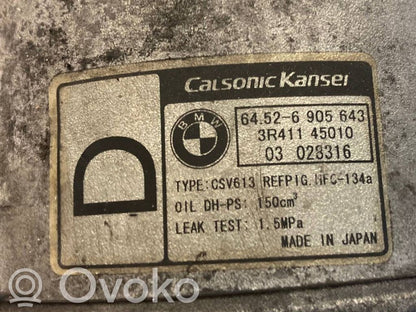 CALSONIC KANSEI
D
BMW
64.52-6 905 643
3R411 45010
03 028316
TYPE:CSV613 REFPIG.HFC-134a
OIL DH-PS: 150cm³
LEAK TEST: 1.5MPa
MADE IN JAPAN
© Ovoko